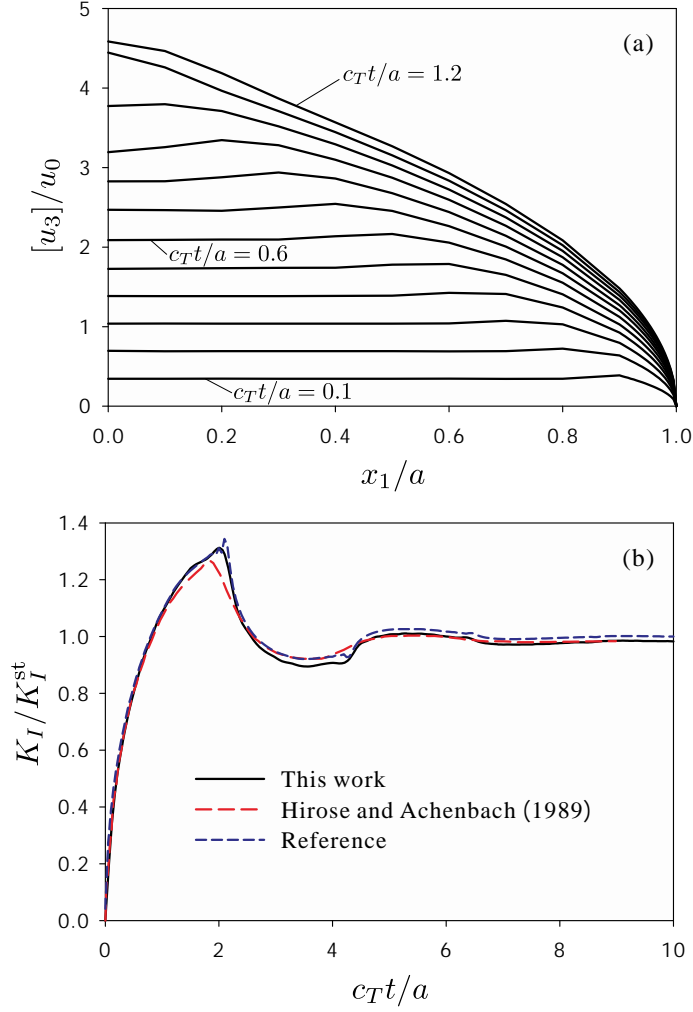 5
(a)
c_T t/a = 1.2
4
3
[u_3]/u_0
2
c_T t/a = 0.6
1
c_T t/a = 0.1
0
0.0 0.2 0.4 0.6 0.8 1.0
x_1/a
1.4
(b)
1.2
1.0
0.8
K_I/K_I^st
0.6
This work
0.4
Hirose and Achenbach (1989)
Reference
0.2
0.0
0 2 4 6 8 10
c_T t/a